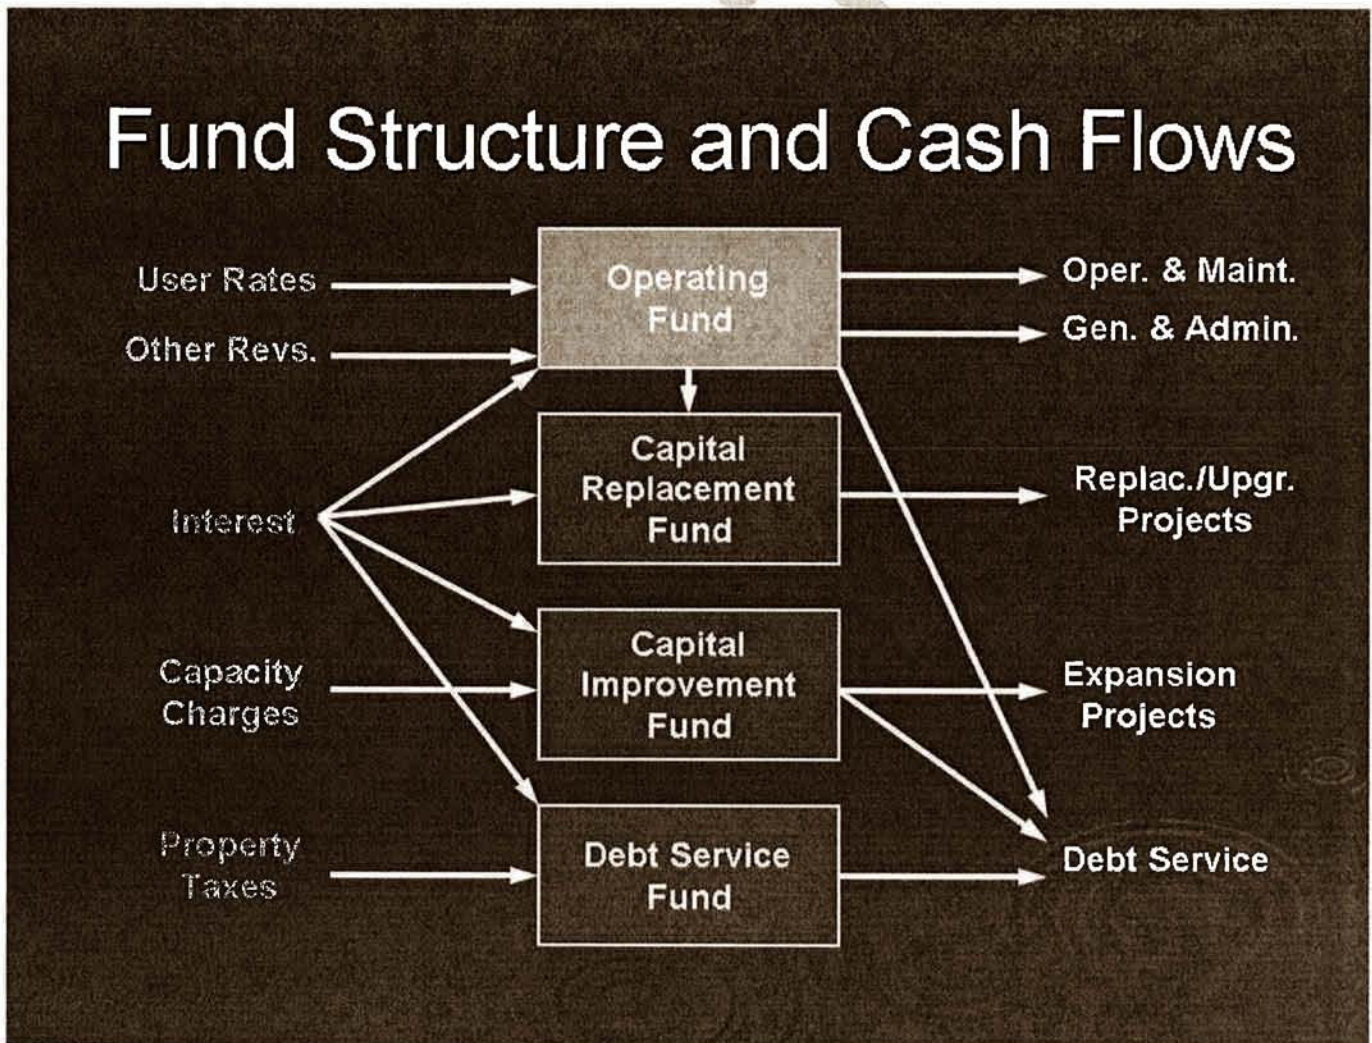 Fund Structure and Cash Flows
User Rates
Other Revs.
Interest
Capacity
Charges
Property
Taxes
Operating
Fund
Capital
Replacement
Fund
Capital
Improvement
Fund
Debt Service
Fund
Oper. & Maint.
Gen. & Admin.
Replac./Upgr.
Projects
Expansion
Projects
Debt Service